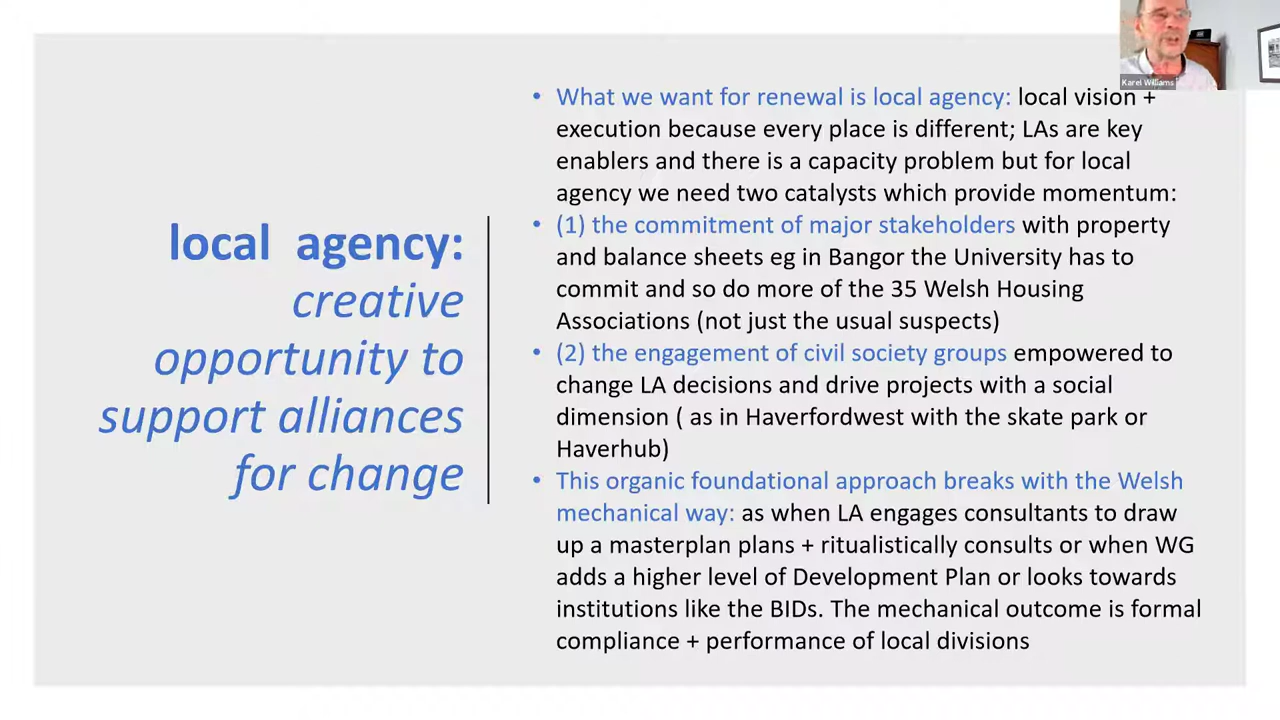 Karel Williams
local agency:
creative
opportunity to
support alliances
for change
• What we want for renewal is local agency: local vision +
execution because every place is different; LAs are key
enablers and there is a capacity problem but for local
agency we need two catalysts which provide momentum:
• (1) the commitment of major stakeholders with property
and balance sheets eg in Bangor the University has to
commit and so do more of the 35 Welsh Housing
Associations (not just the usual suspects)
• (2) the engagement of civil society groups empowered to
change LA decisions and drive projects with a social
dimension ( as in Haverfordwest with the skate park or
Haverhub)
• This organic foundational approach breaks with the Welsh
mechanical way: as when LA engages consultants to draw
up a masterplan plans + ritualistically consults or when WG
adds a higher level of Development Plan or looks towards
institutions like the BIDs. The mechanical outcome is formal
compliance + performance of local divisions